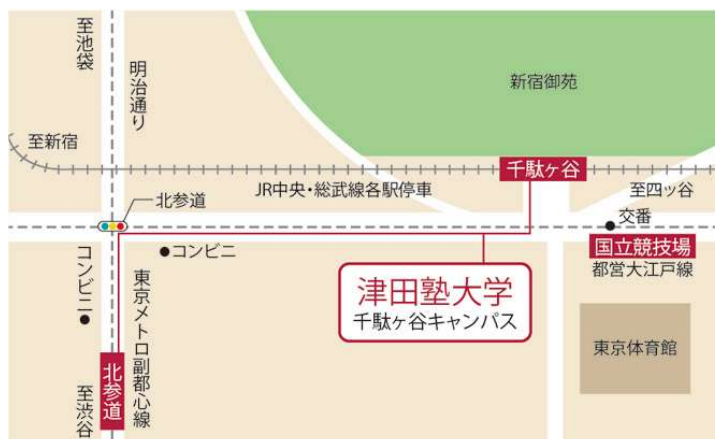 至池袋
明治通り
新宿御苑
至新宿
千駄ヶ谷
JR中央・総武線各駅停車
至四ッ谷
北参道
交番
コンビニ
コンビニ
国立競技場
都営大江戸線
津田塾大学
千駄ヶ谷キャンパス
東京メトロ副都心線
東京体育館
北参道
至渋谷